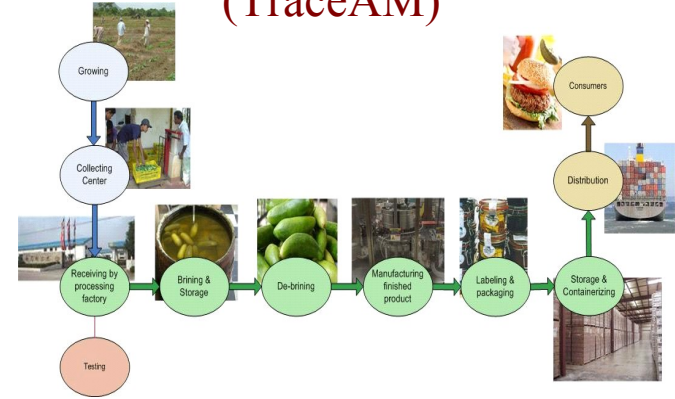 (TraceAM)
Growing
Collecting
Center
Receiving by
processing
factory
Brining &
Storage
De-brining
Manufacturing
finished
product
Labeling &
packaging
Storage &
Containerizing
Distribution
Consumers
Testing